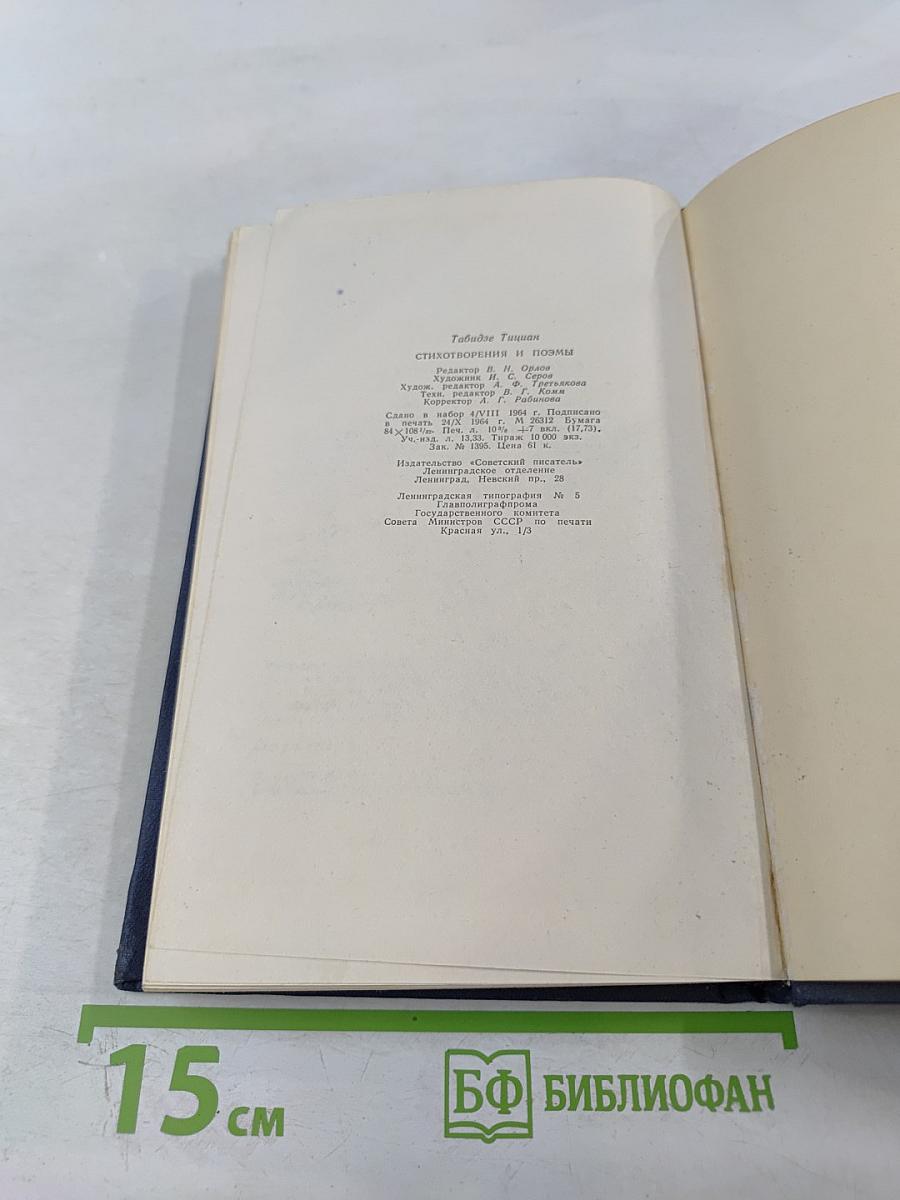 Табидзе Тициан
СТИХОТВОРЕНИЯ И ПОЭМЫ
Редактор В. Н. Орлов
Художник И. С. Серов
Худож. редактор А. Ф. Третьякова
Техн. редактор В. Г. Комм
Корректор А. Г. Рабинова
Сдано в набор 4/VIII 1964 г. Подписано
в печать 24/X 1964 г. М 26312 Бумага
84×108 1/32. Печ. л. 10 3/8 +7 вкл. (17,73).
Уч.-изд. л. 13,33. Тираж 10 000 экз.
Зак. № 1395. Цена 61 к.
Издательство «Советский писатель»
Ленинградское отделение
Ленинград, Невский пр., 28
Ленинградская типография № 5
Главполиграфпрома
Государственного комитета
Совета Министров СССР по печати
Красная ул., 1/3
15 см
БФ БИБЛИОФАН